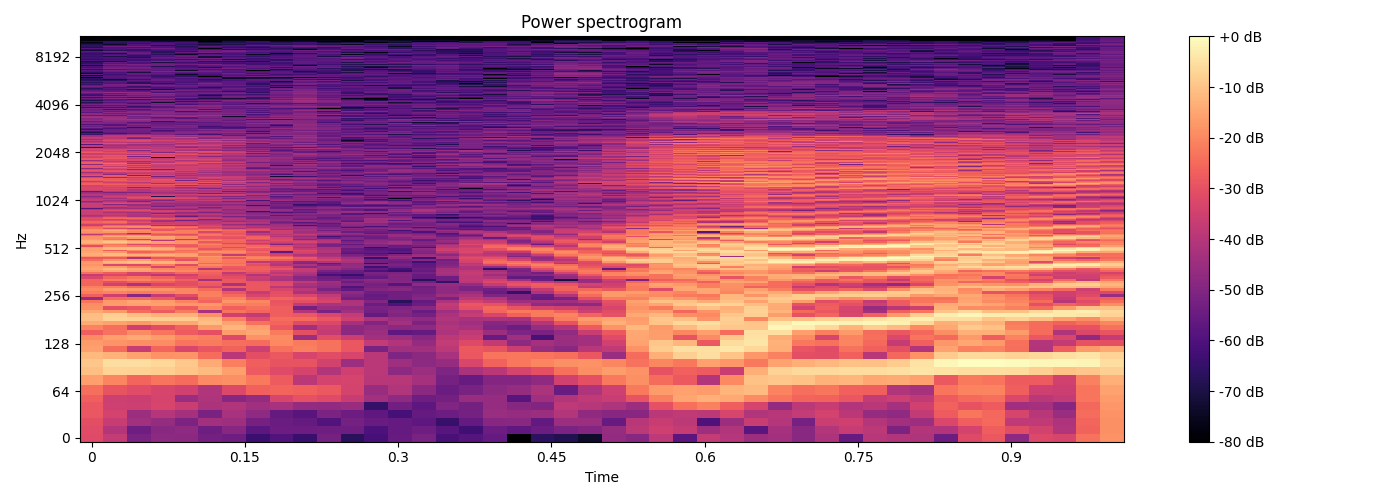 Power spectrogram
Hz
8192
4096
2048
1024
512
256
128
64
0
0 0.15 0.3 0.45 0.6 0.75 0.9
Time
+0 dB
-10 dB
-20 dB
-30 dB
-40 dB
-50 dB
-60 dB
-70 dB
-80 dB